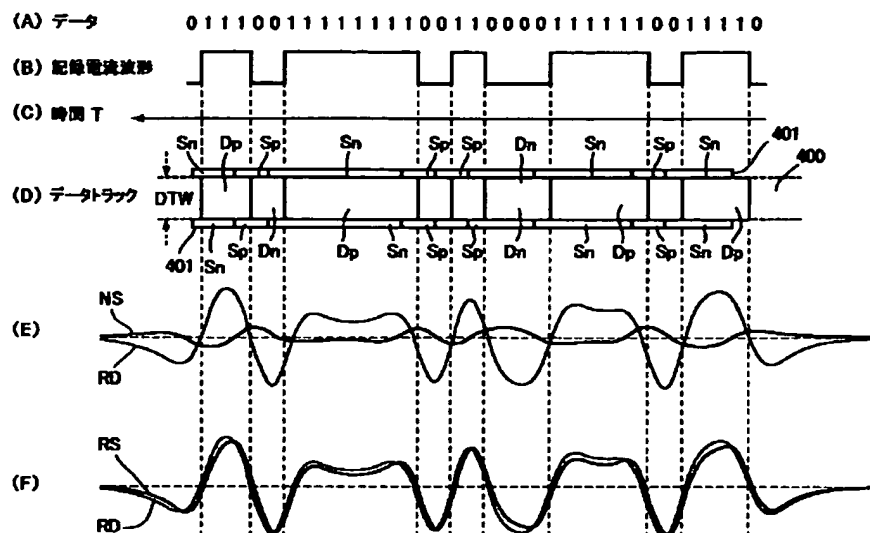 (A) データ 0 1 1 1 0 0 1 1 1 1 1 1 1 1 0 0 1 1 0 0 0 0 1 1 1 1 1 1 0 0 1 1 1 1 0
(B) 記録電流波形
(C) 時間 T
Sn Dp Sp Sn Sp Sp Dn Sn Sp Sn 401
400
(D) データトラック DTW
401 Sn Sp Dn Dp Sn Sp Sp Dn Sn Dp Sp Sn Dp
NS
(E)
RD
RS
(F)
RD